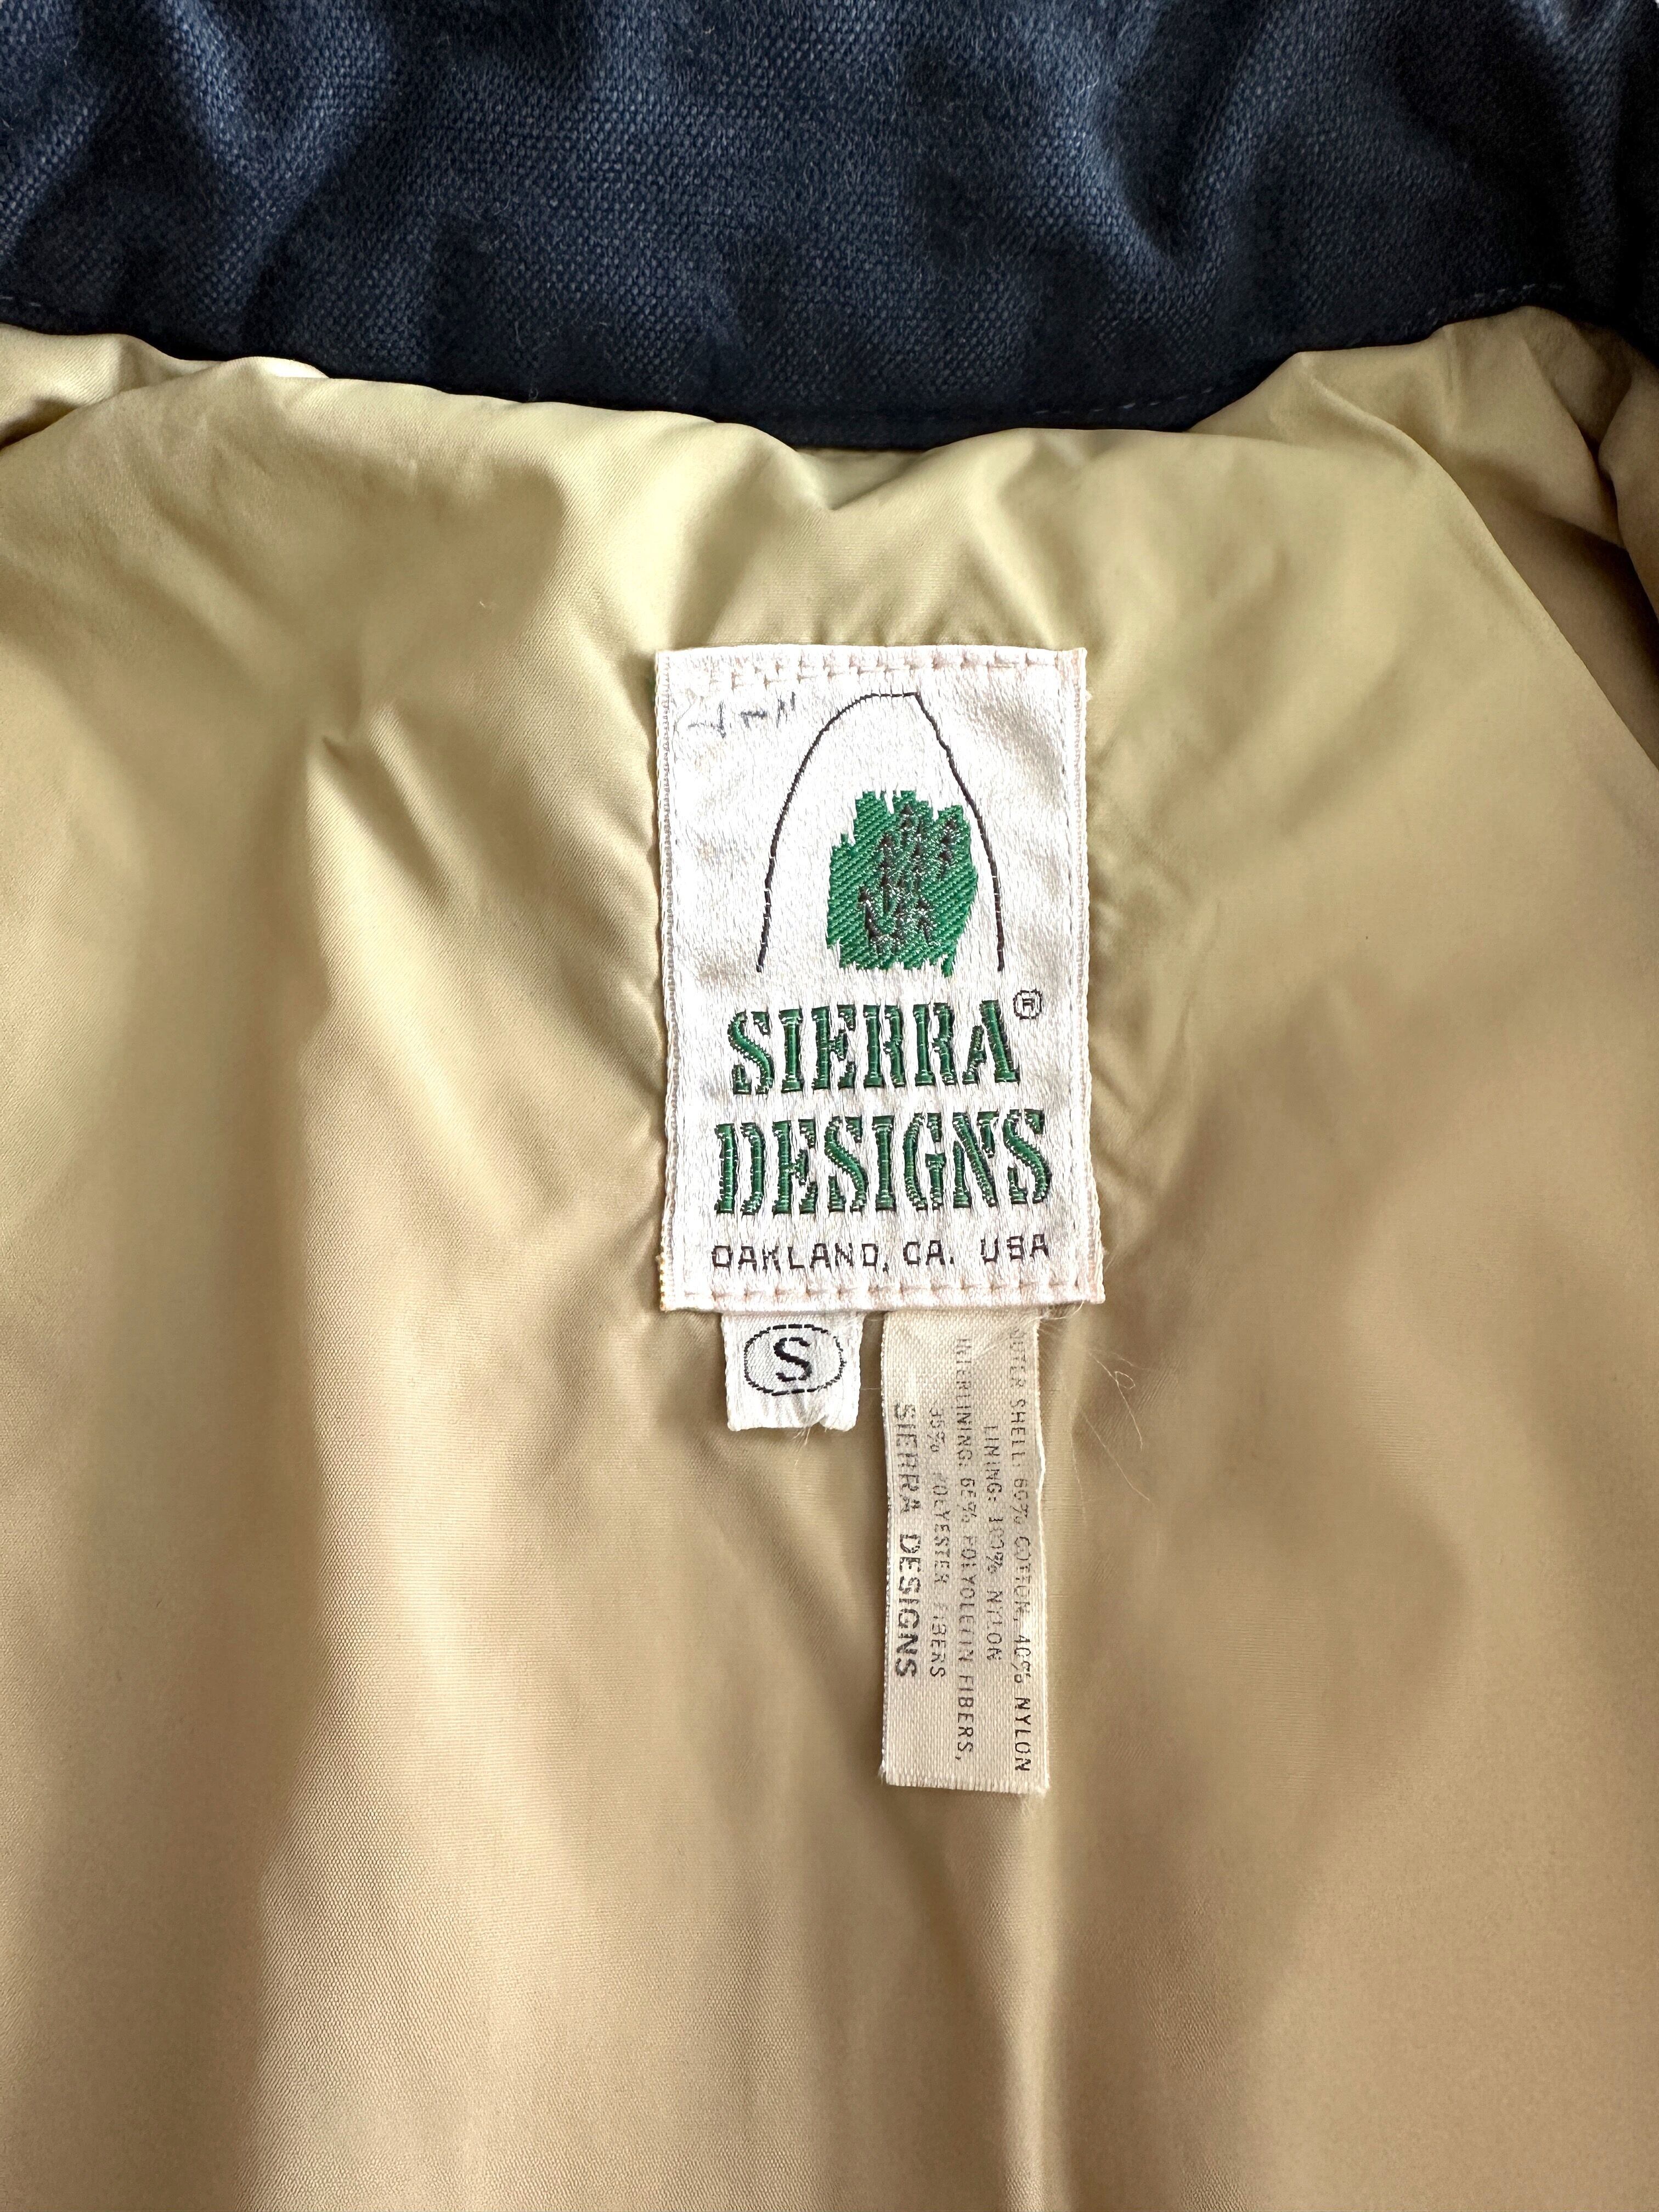 SIERRA®
DESIGNS
OAKLAND, CA. USA
S
OUTER SHELL: 60% COTTON, 40% NYLON
LINING: 100% NYLON
INTERLINING: 65% POLYOLEFIN FIBERS,
35% POLYESTER FIBERS
SIERRA DESIGNS